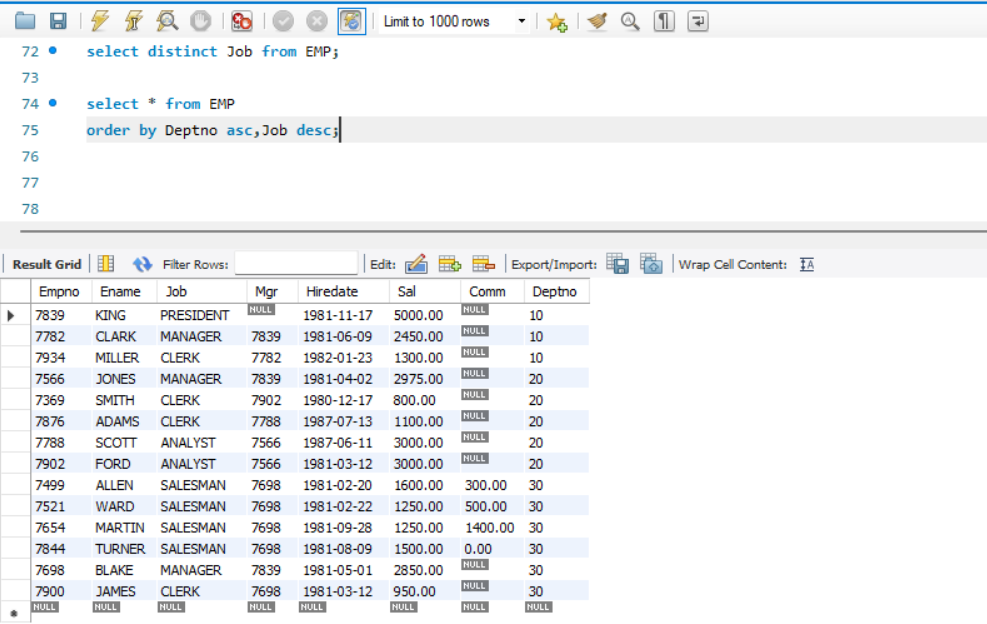 Limit to 1000 rows
72 select distinct Job from EMP;
73
74 select * from EMP
75 order by Deptno asc,Job desc;
76
77
78
Result Grid Filter Rows: Edit: Export/Import: Wrap Cell Content: IA
Empno Ename Job Mgr Hiredate Sal Comm Deptno
7839 KING PRESIDENT NULL 1981-11-17 5000.00 NULL 10
7782 CLARK MANAGER 7839 1981-06-09 2450.00 NULL 10
7934 MILLER CLERK 7782 1982-01-23 1300.00 NULL 10
7566 JONES MANAGER 7839 1981-04-02 2975.00 NULL 20
7369 SMITH CLERK 7902 1980-12-17 800.00 NULL 20
7876 ADAMS CLERK 7788 1987-07-13 1100.00 NULL 20
7788 SCOTT ANALYST 7566 1987-06-11 3000.00 NULL 20
7902 FORD ANALYST 7566 1981-03-12 3000.00 NULL 20
7499 ALLEN SALESMAN 7698 1981-02-20 1600.00 300.00 30
7521 WARD SALESMAN 7698 1981-02-22 1250.00 500.00 30
7654 MARTIN SALESMAN 7698 1981-09-28 1250.00 1400.00 30
7844 TURNER SALESMAN 7698 1981-08-09 1500.00 0.00 30
7698 BLAKE MANAGER 7839 1981-05-01 2850.00 NULL 30
7900 JAMES CLERK 7698 1981-03-12 950.00 NULL 30
NULL NULL NULL NULL NULL NULL NULL NULL